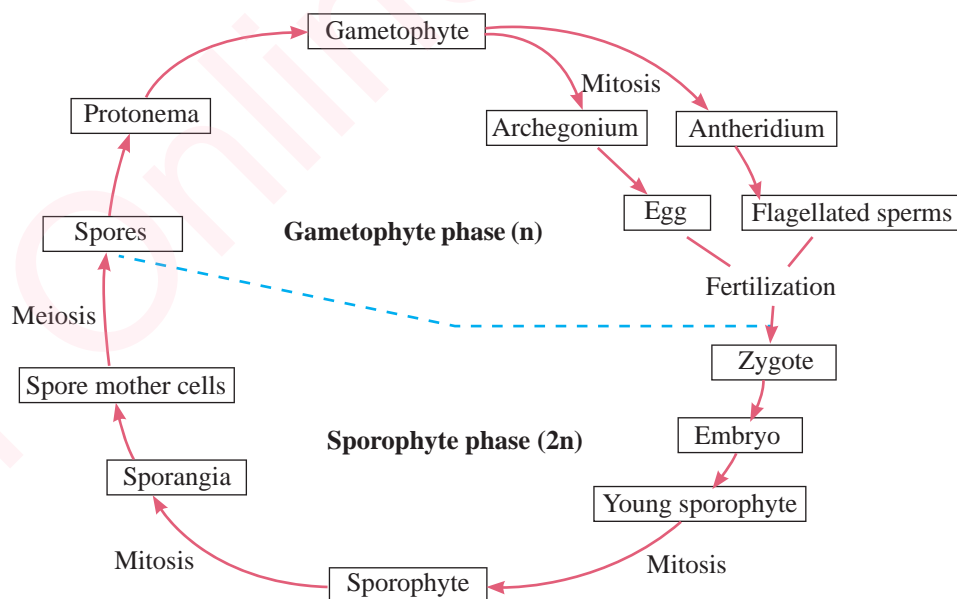 Gametophyte
Mitosis
Protonema
Archegonium
Antheridium
Spores
Egg
Flagellated sperms
Gametophyte phase (n)
Fertilization
Meiosis
Zygote
Spore mother cells
Sporophyte phase (2n)
Embryo
Sporangia
Young sporophyte
Mitosis
Mitosis
Sporophyte